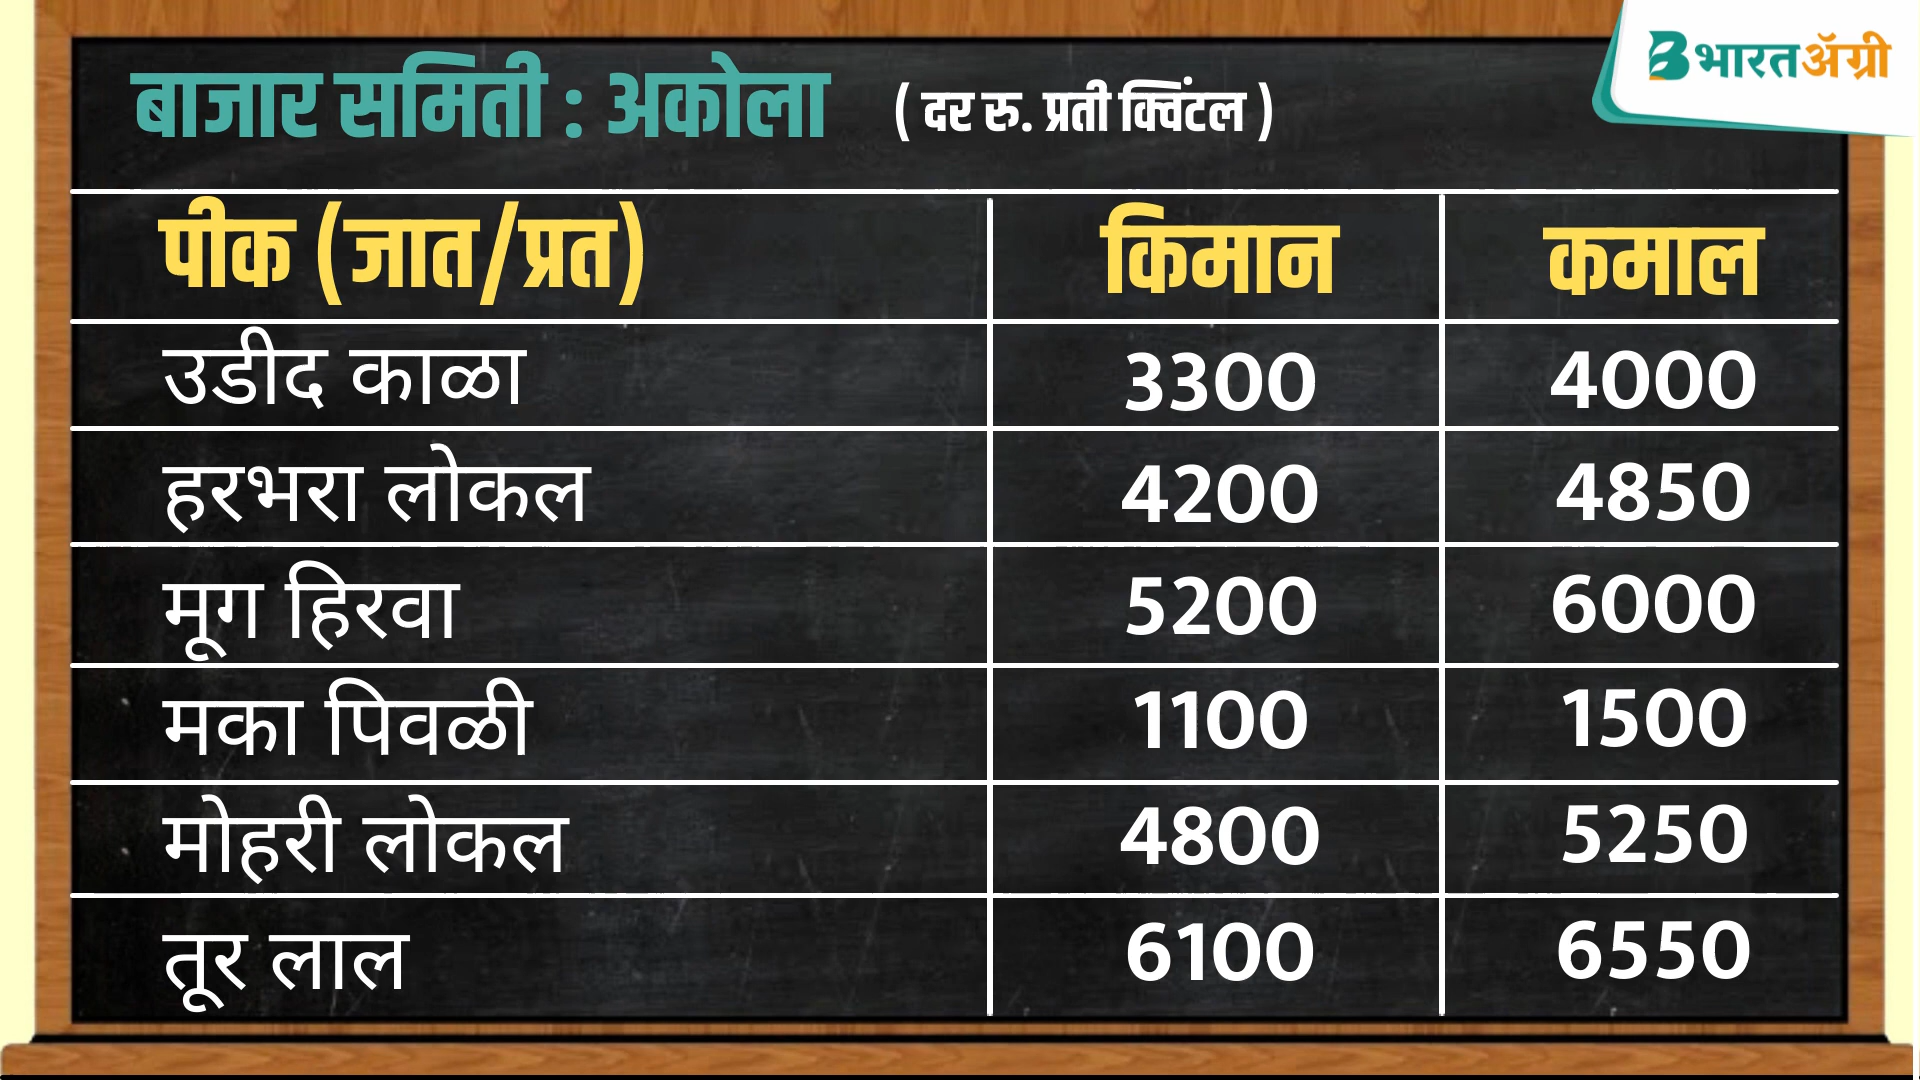 भारतॲग्री
बाजार समिती : अकोला ( दर रु. प्रती क्विंटल )
पीक (जात/प्रत) किमान कमाल
उडीद काळा 3300 4000
हरभरा लोकल 4200 4850
मूग हिरवा 5200 6000
मका पिवळी 1100 1500
मोहरी लोकल 4800 5250
तूर लाल 6100 6550